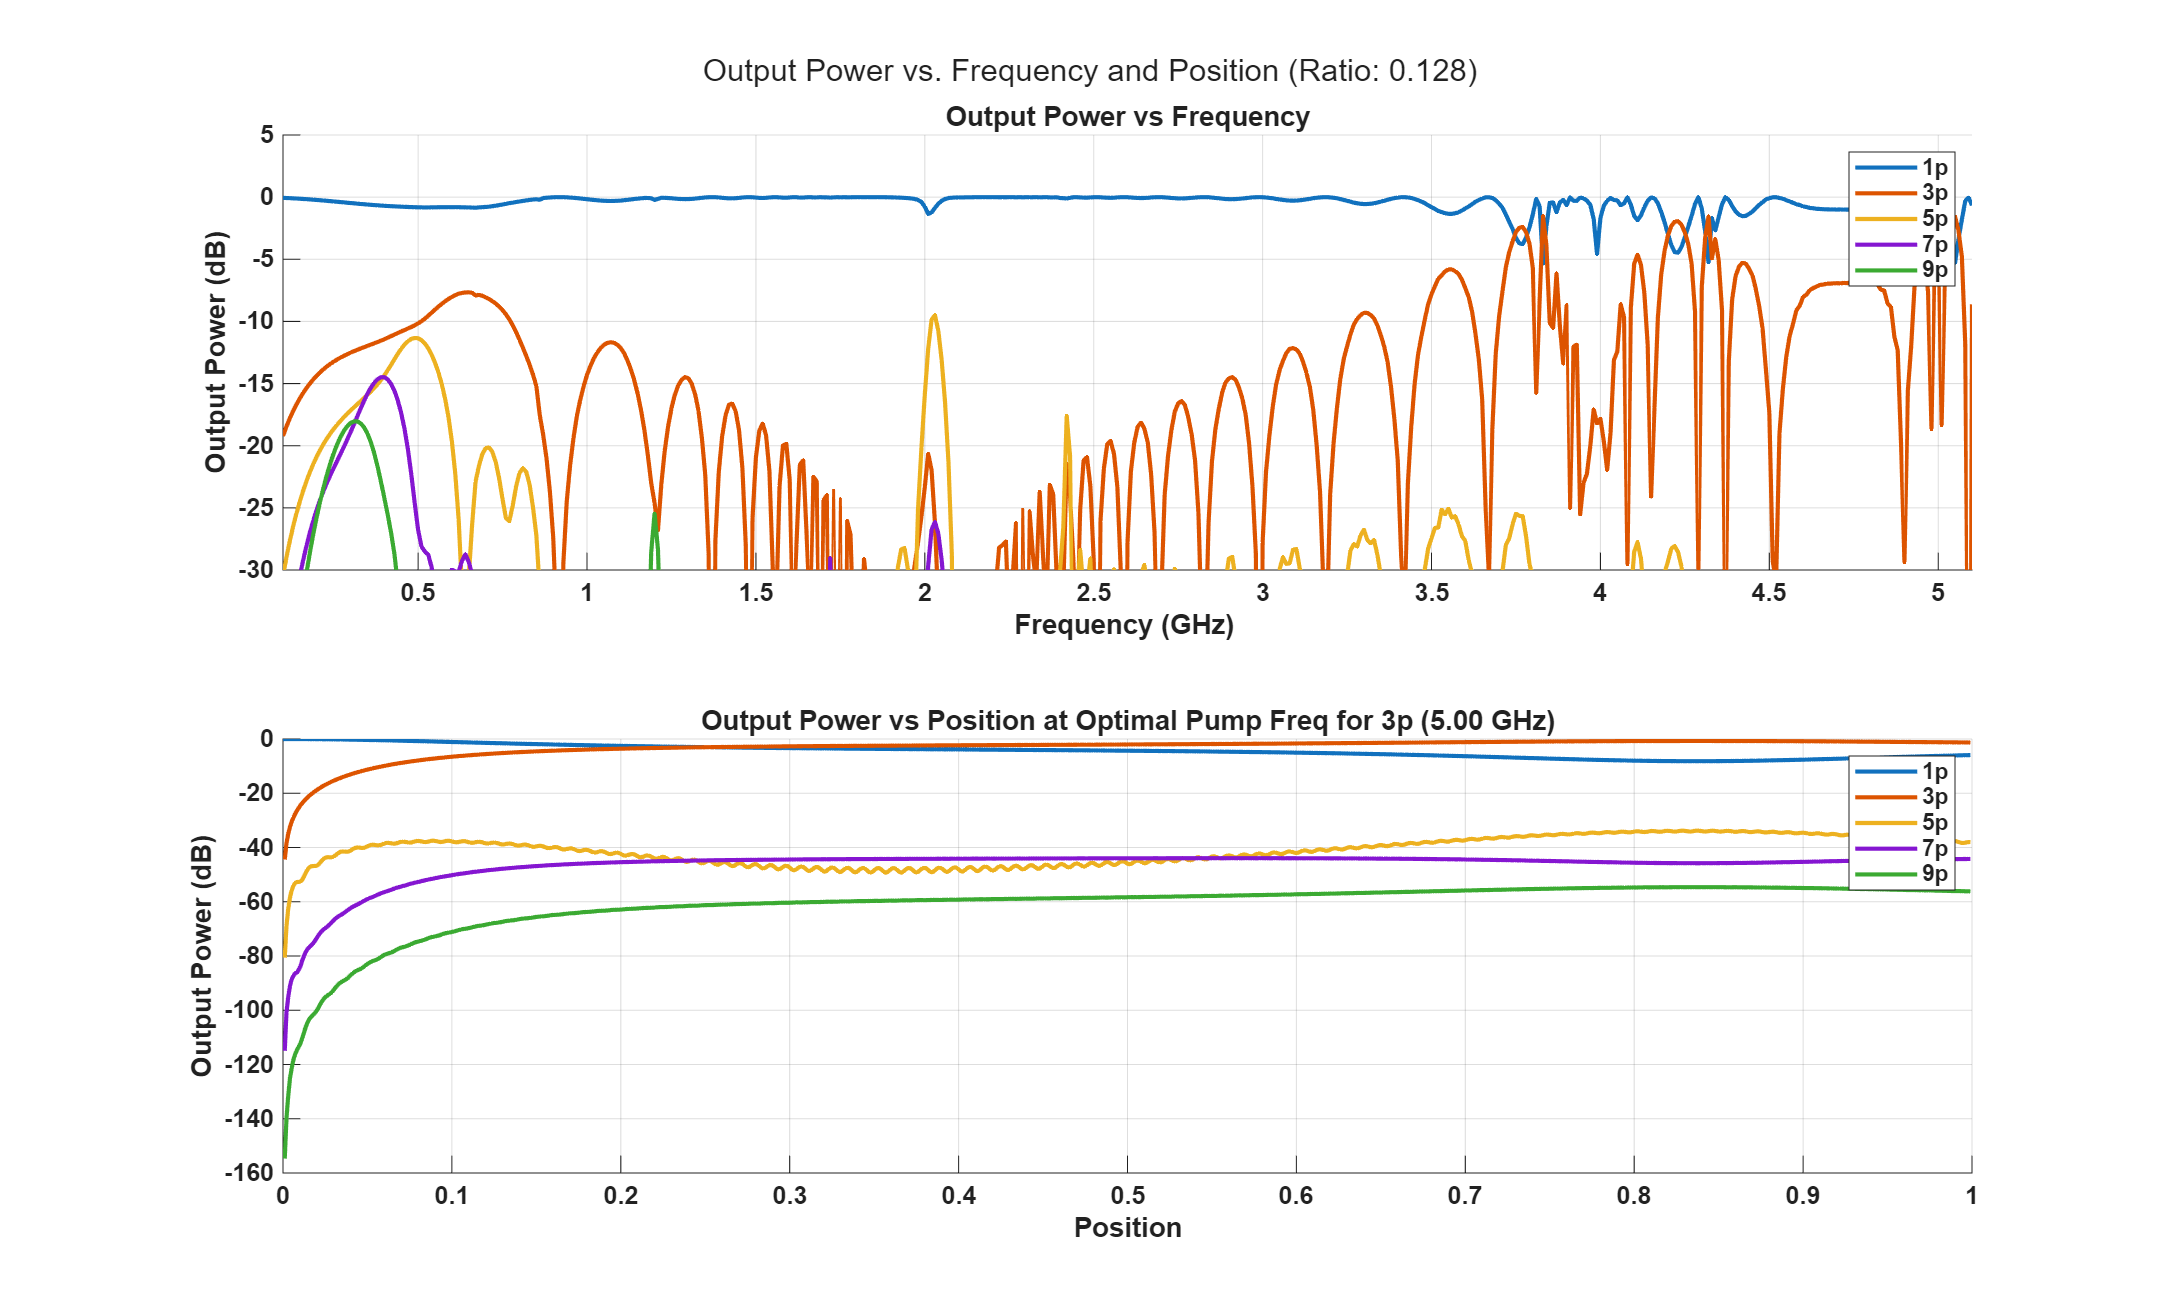 Output Power vs. Frequency and Position (Ratio: 0.128)
Output Power vs Frequency
Output Power (dB)
5
0
-5
-10
-15
-20
-25
-30
0.5 1 1.5 2 2.5 3 3.5 4 4.5 5
Frequency (GHz)
1p
3p
5p
7p
9p
Output Power vs Position at Optimal Pump Freq for 3p (5.00 GHz)
Output Power (dB)
0
-20
-40
-60
-80
-100
-120
-140
-160
0 0.1 0.2 0.3 0.4 0.5 0.6 0.7 0.8 0.9 1
Position
1p
3p
5p
7p
9p